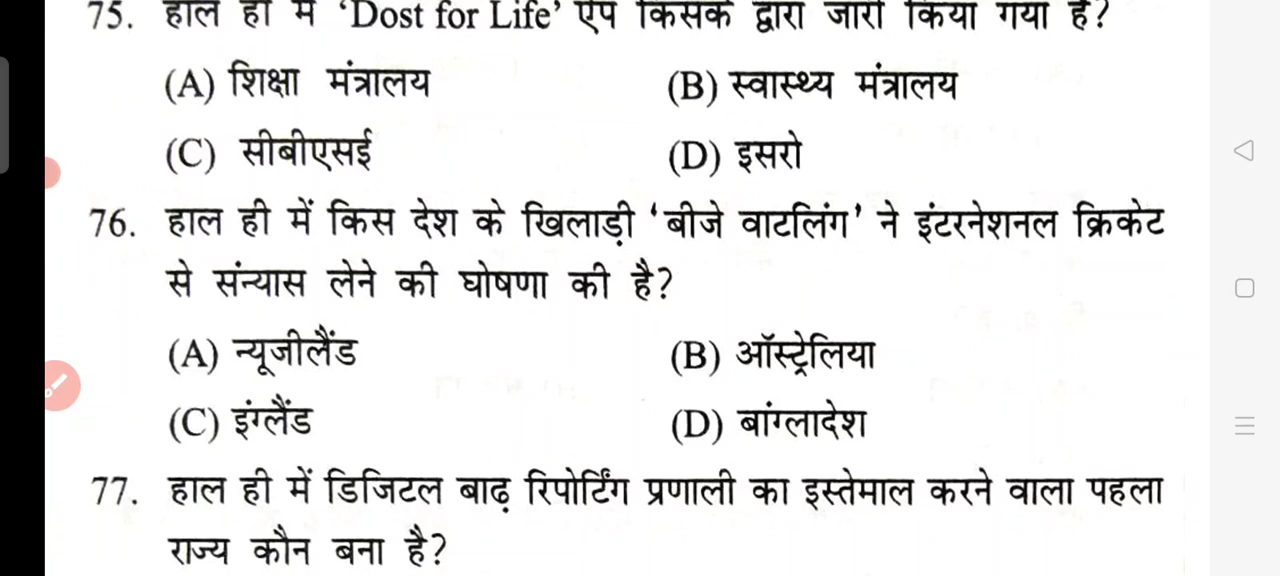 75. हाल ही में ‘Dost for Life’ ऐप किसके द्वारा जारी किया गया है?
(A) शिक्षा मंत्रालय (B) स्वास्थ्य मंत्रालय
(C) सीबीएसई (D) इसरो
76. हाल ही में किस देश के खिलाड़ी ‘बीजे वाटलिंग’ ने इंटरनेशनल क्रिकेट
से संन्यास लेने की घोषणा की है?
(A) न्यूजीलैंड (B) ऑस्ट्रेलिया
(C) इंग्लैंड (D) बांग्लादेश
77. हाल ही में डिजिटल बाढ़ रिपोर्टिंग प्रणाली का इस्तेमाल करने वाला पहला
राज्य कौन बना है?